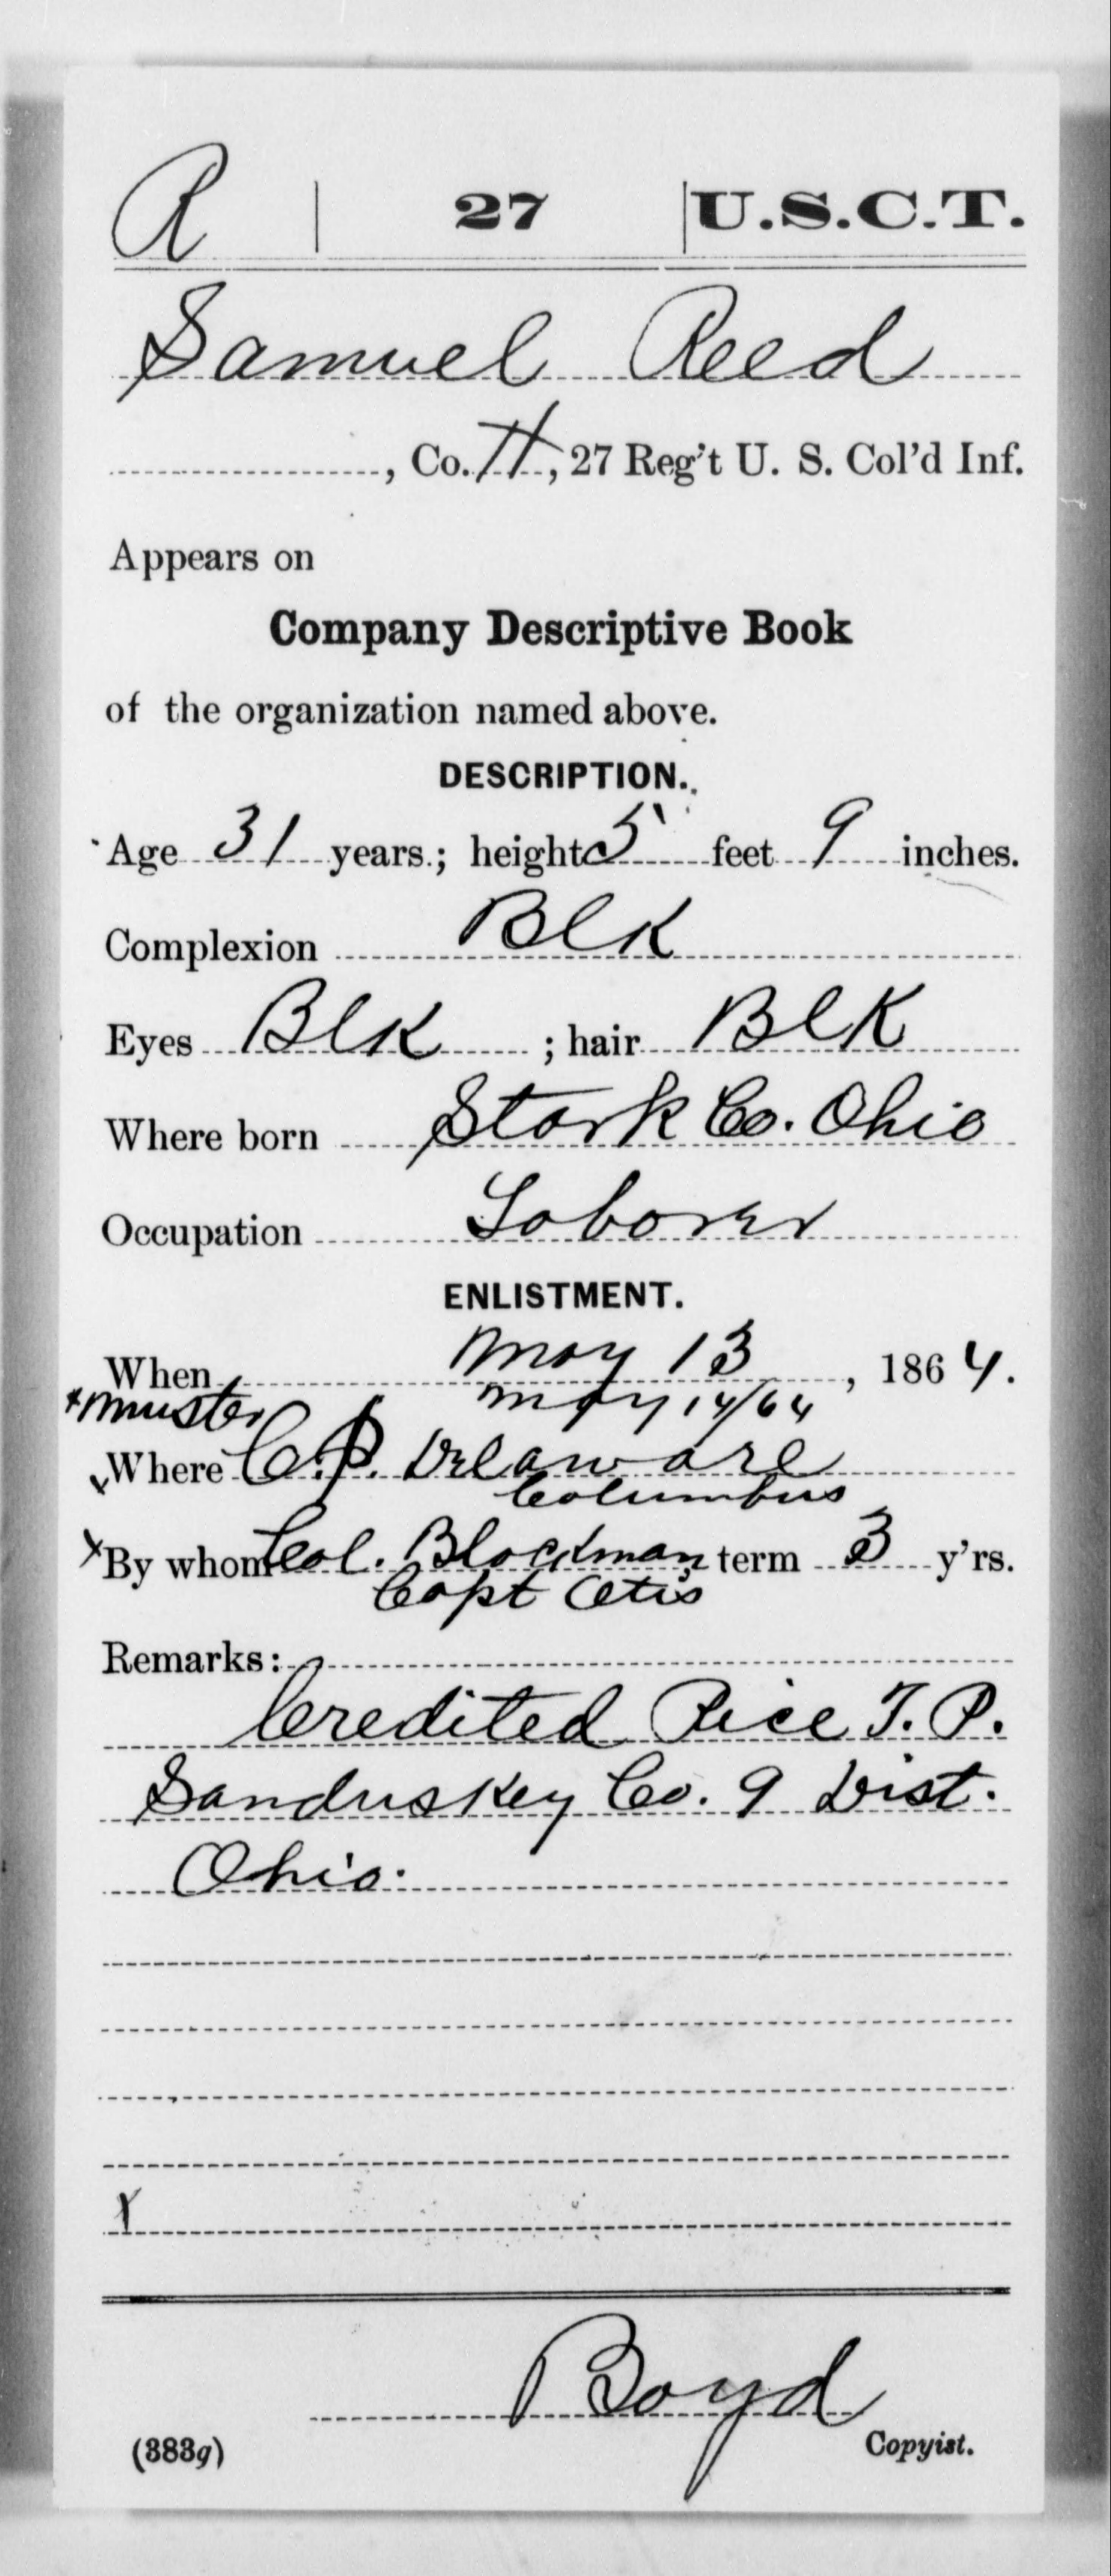 R | 27 | U.S.C.T.
Samuel Reed
, Co. H, 27 Reg't U. S. Col'd Inf.
Appears on
Company Descriptive Book
of the organization named above.
DESCRIPTION.
Age 31 years; height 5 feet 9 inches.
Complexion Blk
Eyes Blk ; hair Blk
Where born Stark Co. Ohio
Occupation Laborer
ENLISTMENT.
When May 13, 1864.
*Muster May 14/64
Where C.P. Delaware
Columbus
x By whom Col. Blackman term 3 y'rs.
Capt Otis
Remarks:
Credited Rice T. P.
Sanduskey Co. 9 Dist.
Ohio.
x
Boyd
(383g) Copyist.